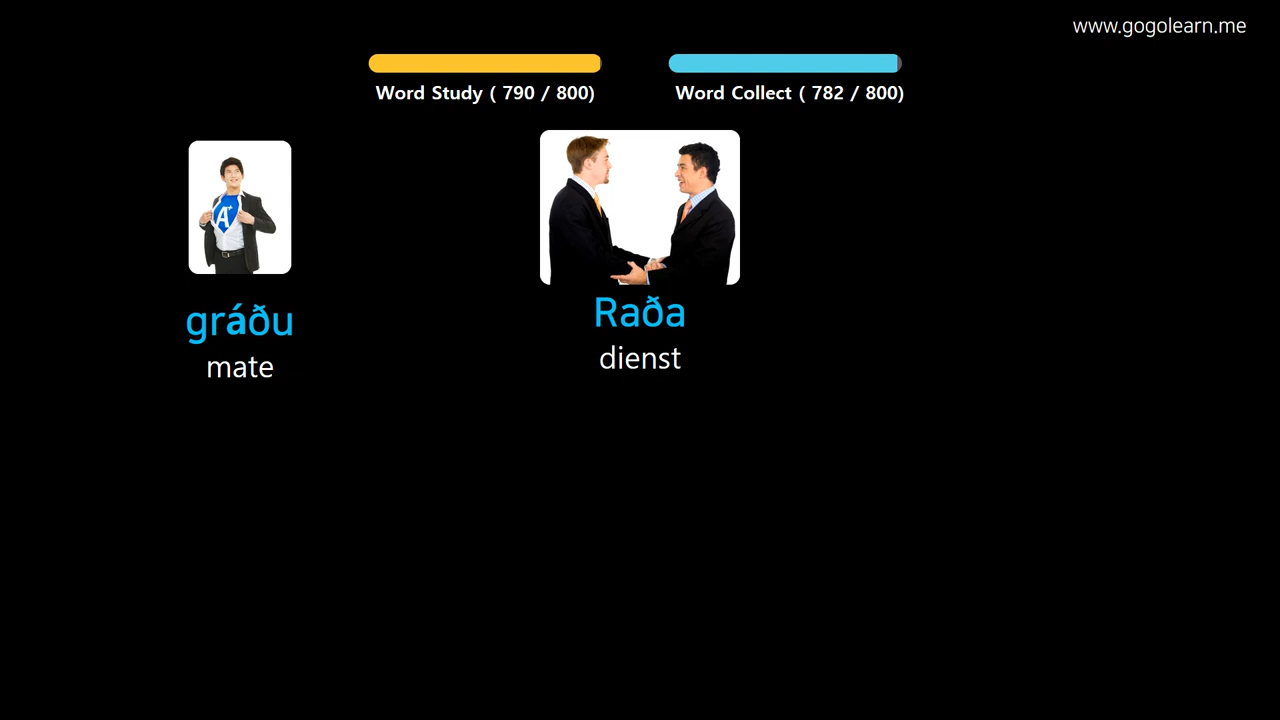 www.gogolearn.me
Word Study ( 790 / 800)
Word Collect ( 782 / 800)
A+
gráðu
mate
Raða
dienst